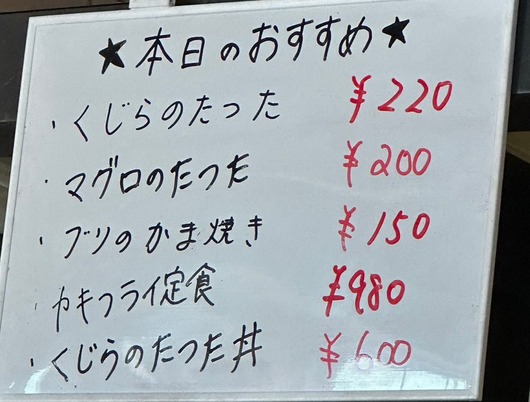 ★本日のおすすめ★
・くじらのたつた ¥220
・マグロのたつた ¥200
・ブリのかま焼き ¥150
・カキフライ定食 ¥980
・くじらのたつた丼 ¥600